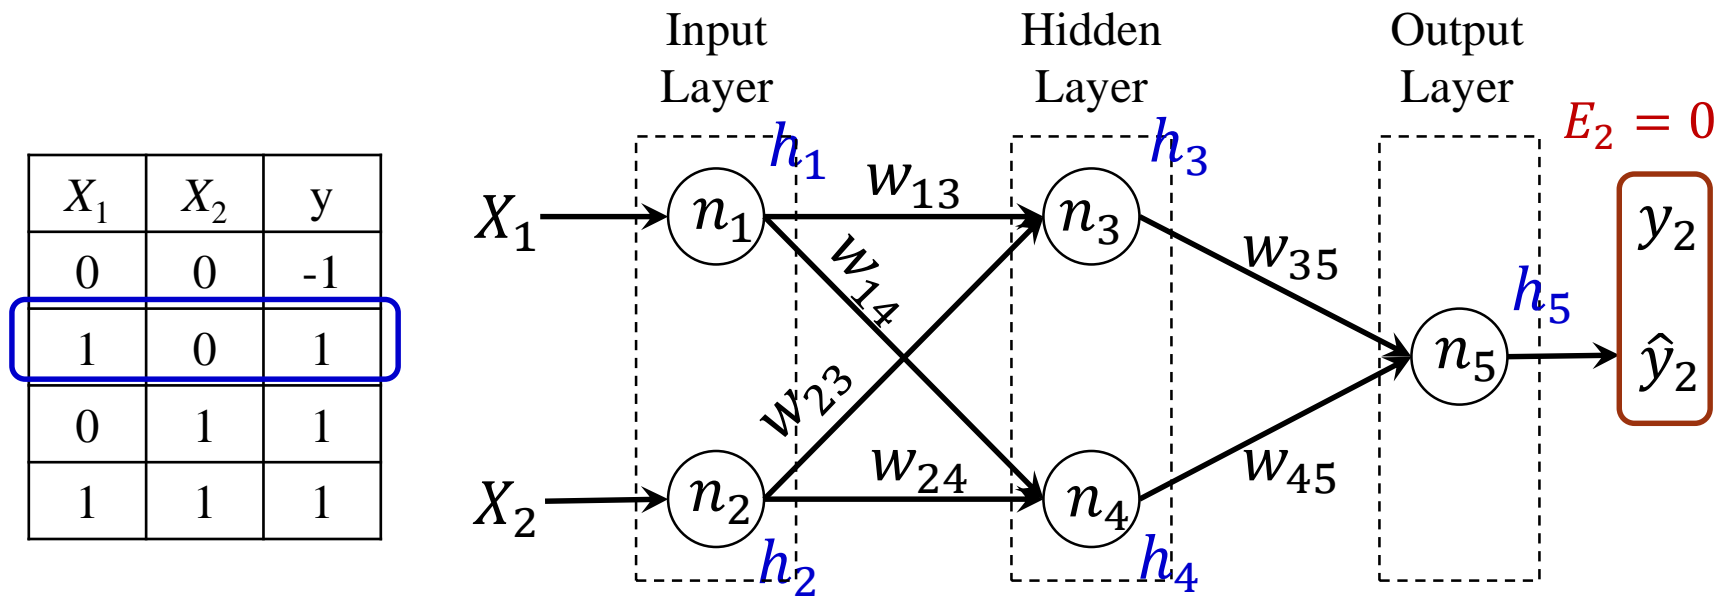 X₁ X₂ y
0 0 -1
1 0 1
0 1 1
1 1 1
Input
Layer
Hidden
Layer
Output
Layer
E₂ = 0
h₁
h₃
X₁
n₁
w₁₃
n₃
y₂
w₁₄
w₃₅
h₅
n₅
ŷ₂
w₂₃
w₂₄
w₄₅
X₂
n₂
n₄
h₂
h₄